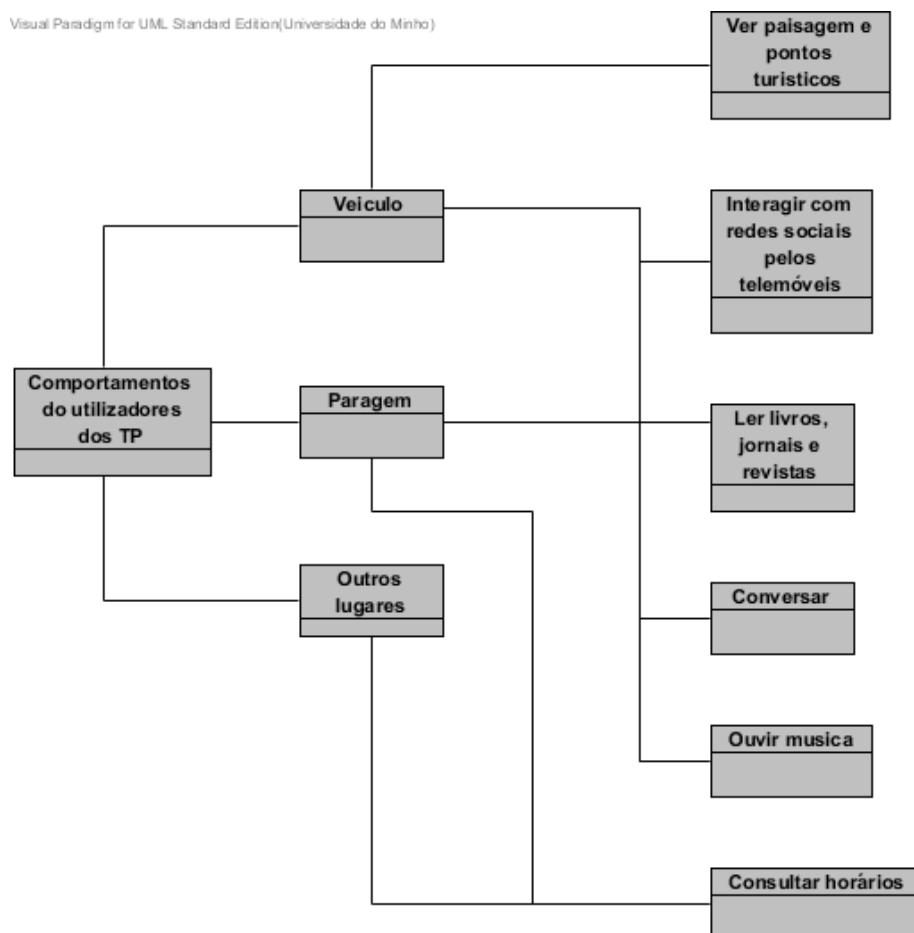 Visual Paradigm for UML Standard Edition(Universidade do Minho)
Ver paisagem e
pontos
turisticos
Veiculo
Interagir com
redes sociais
pelos
telemóveis
Comportamentos
do utilizadores
dos TP
Paragem
Ler livros,
jornais e
revistas
Outros
lugares
Conversar
Ouvir musica
Consultar horários